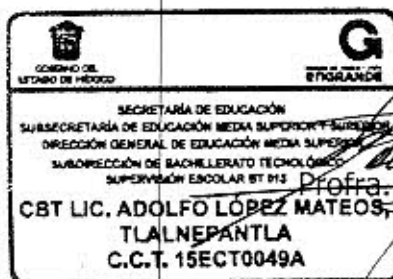 GOBIERNO DEL
ESTADO DE MÉXICO
G
ENGRANDE
SECRETARÍA DE EDUCACIÓN
SUBSECRETARÍA DE EDUCACIÓN MEDIA SUPERIOR Y SUPERIOR
DIRECCIÓN GENERAL DE EDUCACIÓN MEDIA SUPERIOR
SUBDIRECCIÓN DE BACHILLERATO TECNOLÓGICO
SUPERVISIÓN ESCOLAR BT 013
Profra.
CBT LIC. ADOLFO LÓPEZ MATEOS,
TLALNEPANTLA
C.C.T. 15ECT0049A